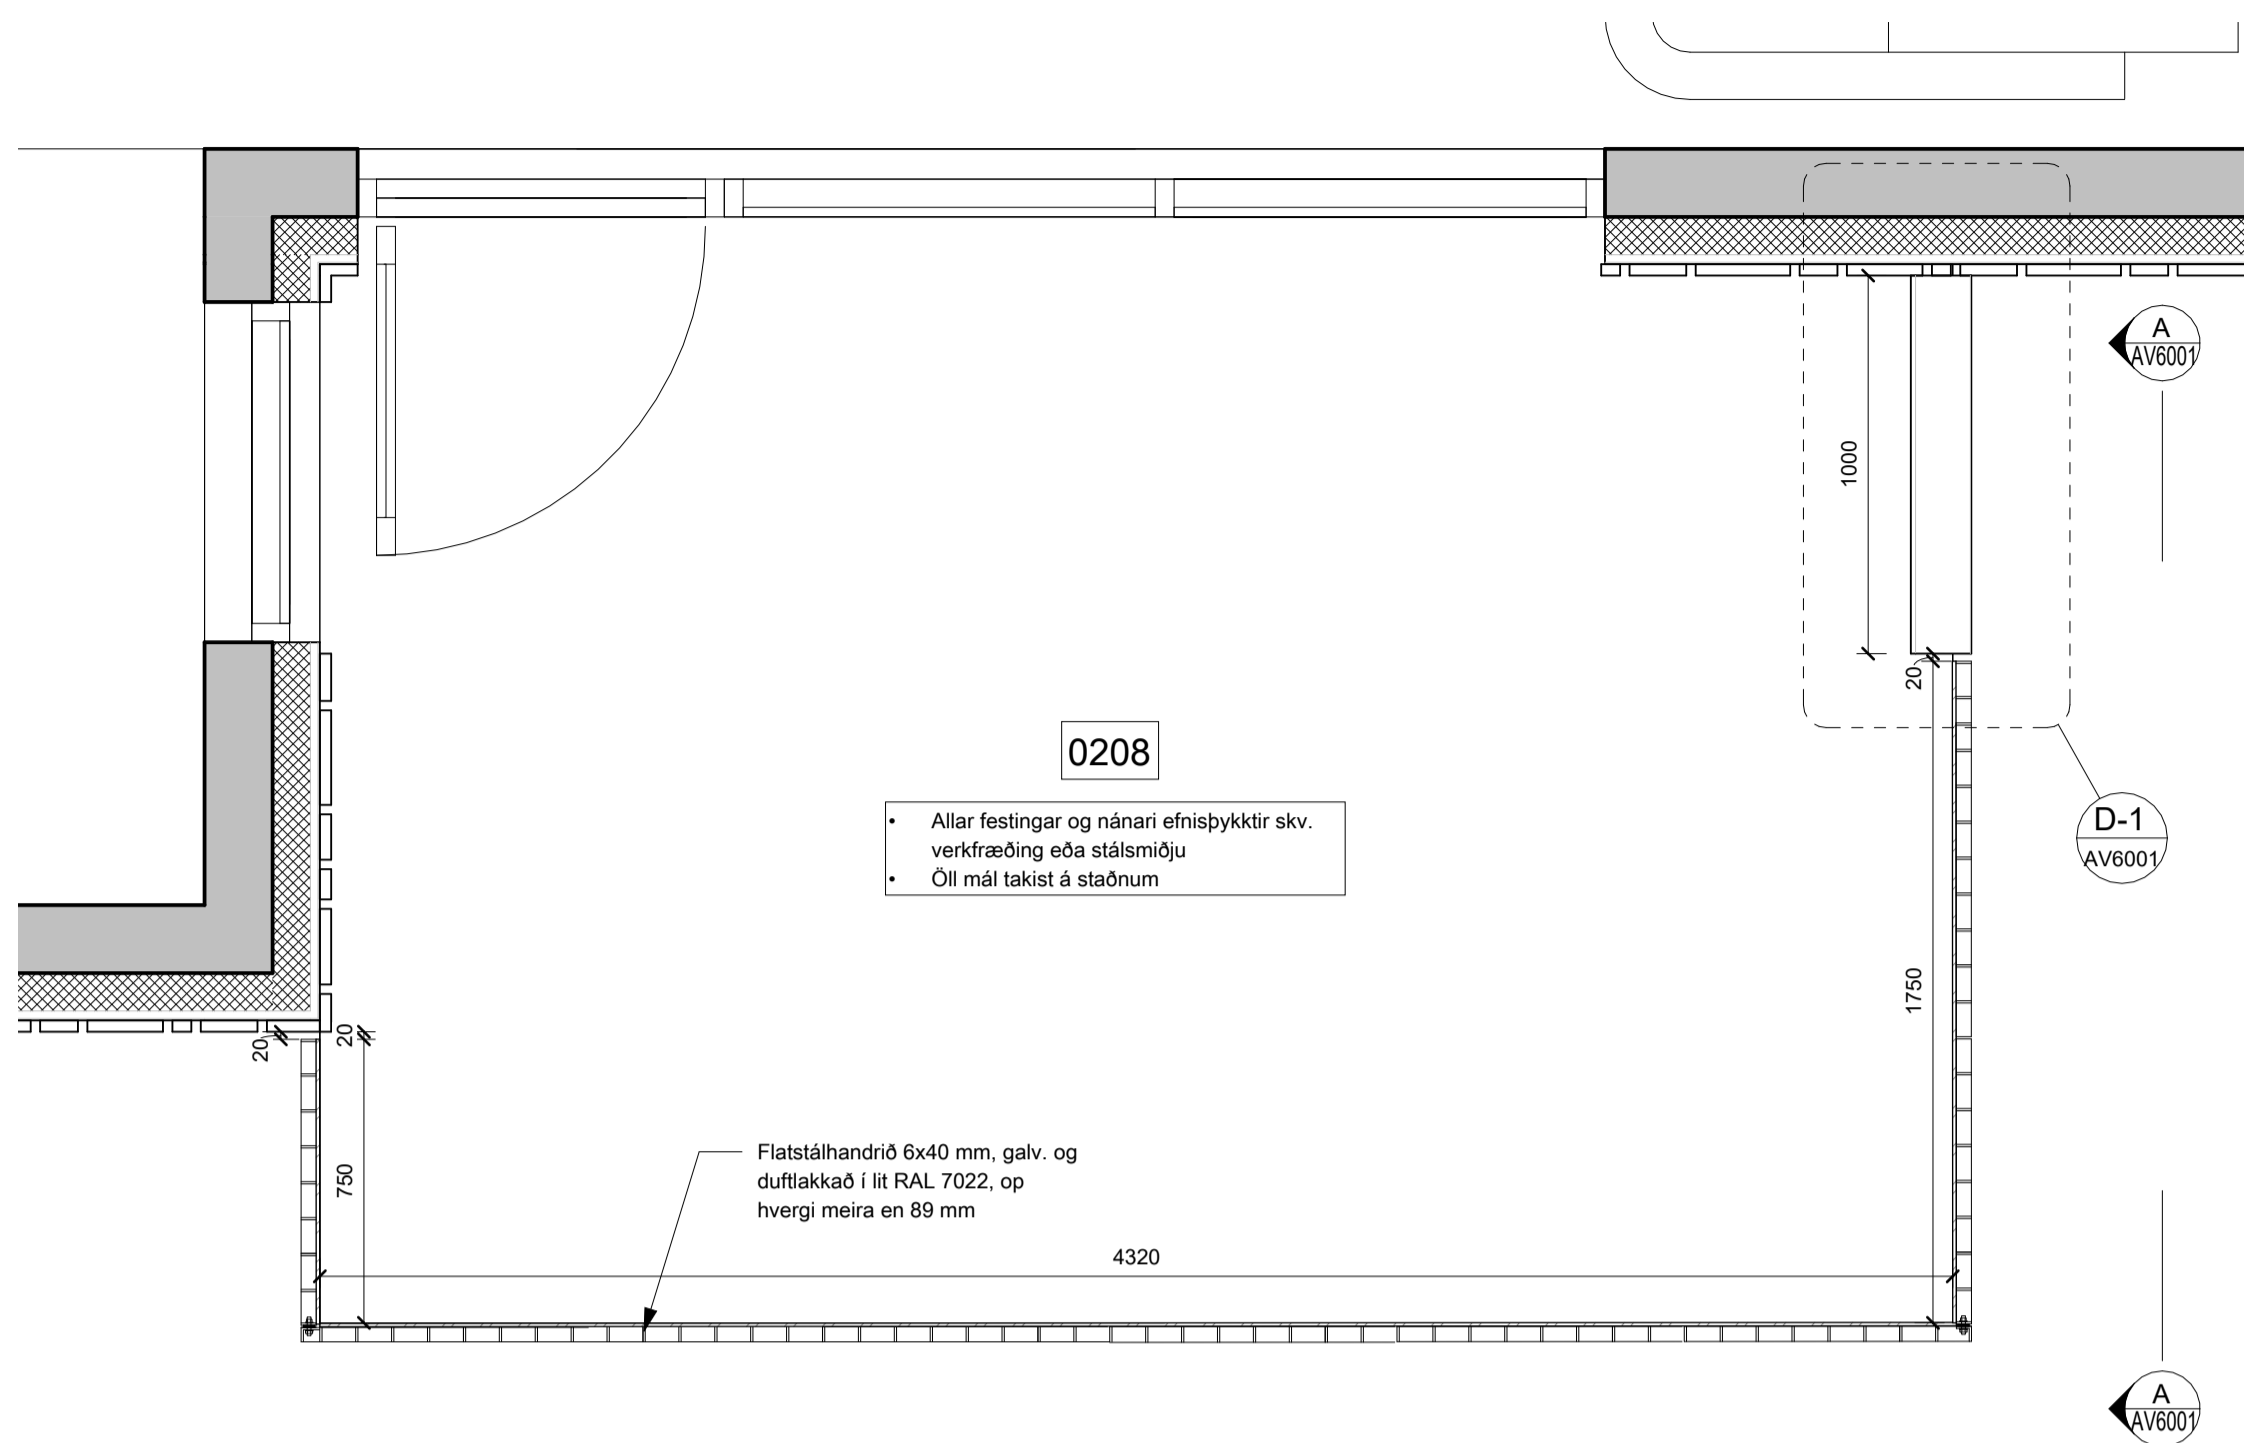 A
AV6001
1000
20
0208
• Allar festingar og nánari efnisþykktir skv.
verkfræðing eða stálsmiðju
• Öll mál takist á staðnum
D-1
AV6001
1750
20
20
750
Flatstálhandrið 6x40 mm, galv. og
duftlakkað í lit RAL 7022, op
hvergi meira en 89 mm
4320
A
AV6001